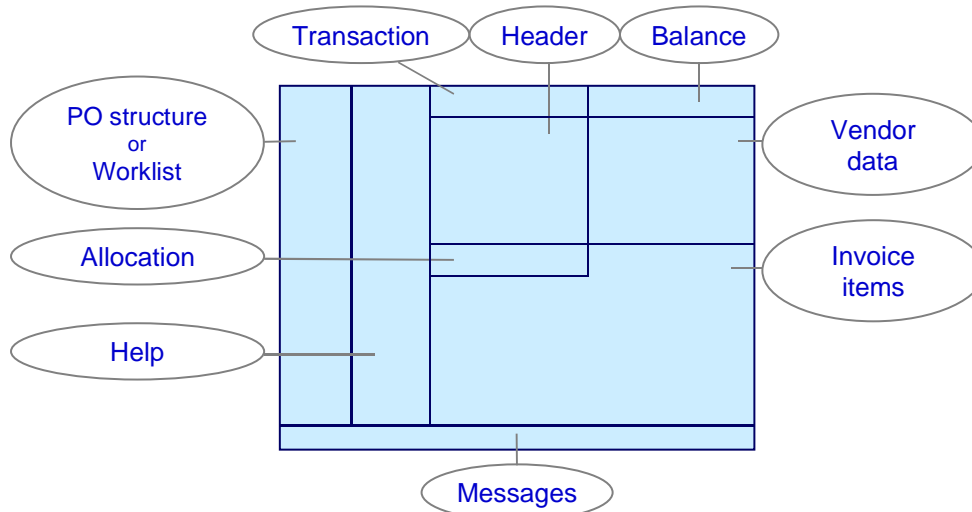 Transaction
Header
Balance
PO structure
or
Worklist
Vendor
data
Allocation
Invoice
items
Help
Messages